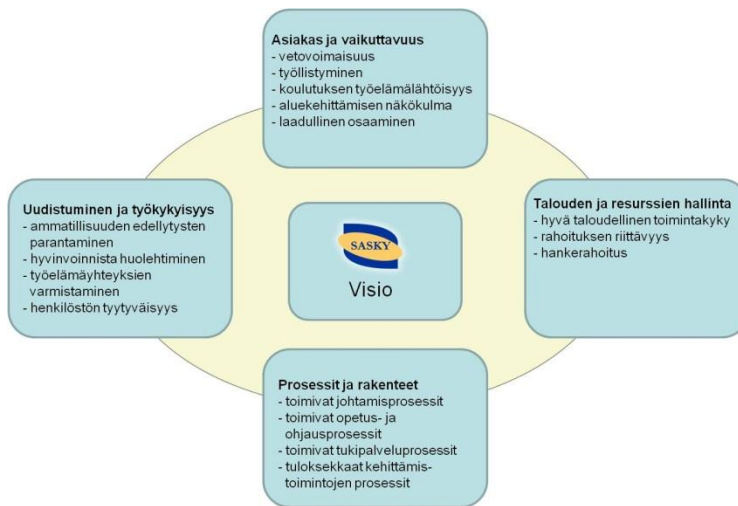 Asiakas ja vaikuttavuus
- vetovoimaisuus
- työllistyminen
- koulutuksen työelämälähtöisyys
- aluekehittämisen näkökulma
- laadullinen osaaminen
Uudistuminen ja työkykyisyys
- ammatillisuuden edellytysten
parantaminen
- hyvinvoinnista huolehtiminen
- työelämäyhteyksien
varmistaminen
- henkilöstön tyytyväisyys
SASKY
Visio
Talouden ja resurssien hallinta
- hyvä taloudellinen toimintakyky
- rahoituksen riittävyys
- hankerahoitus
Prosessit ja rakenteet
- toimivat johtamisprosessit
- toimivat opetus- ja
ohjausprosessit
- toimivat tukipalveluprosessit
- tuloksekkaat kehittämis-
toimintojen prosessit